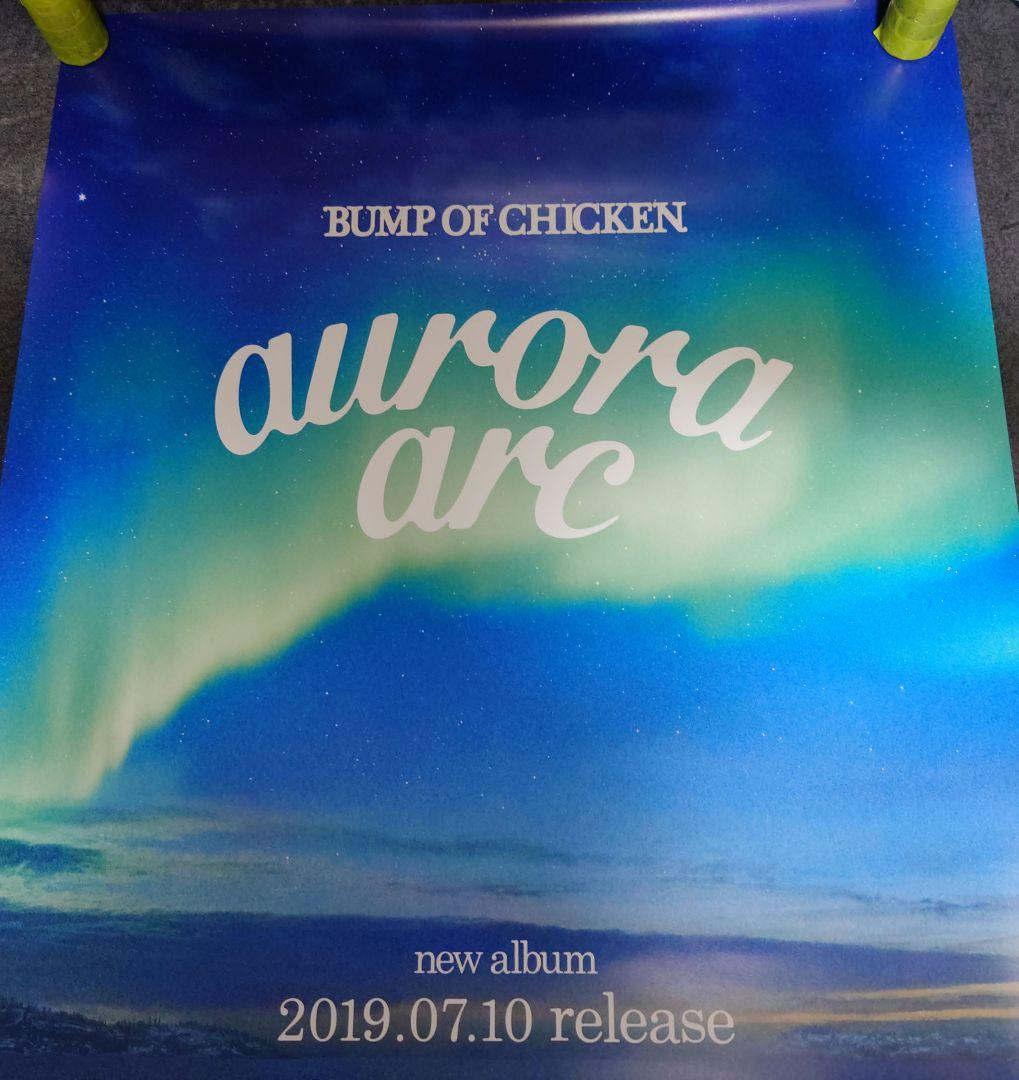 BUMP OF CHICKEN
aurora
arc
new album
2019.07.10 release